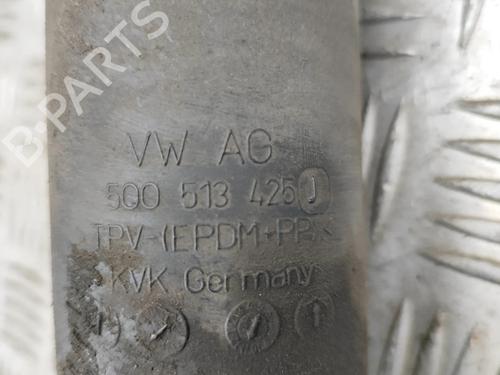 B-PARTS
VW AG
5Q0 513 425 J
TPV-(EPDM+PP)
KVK Germany